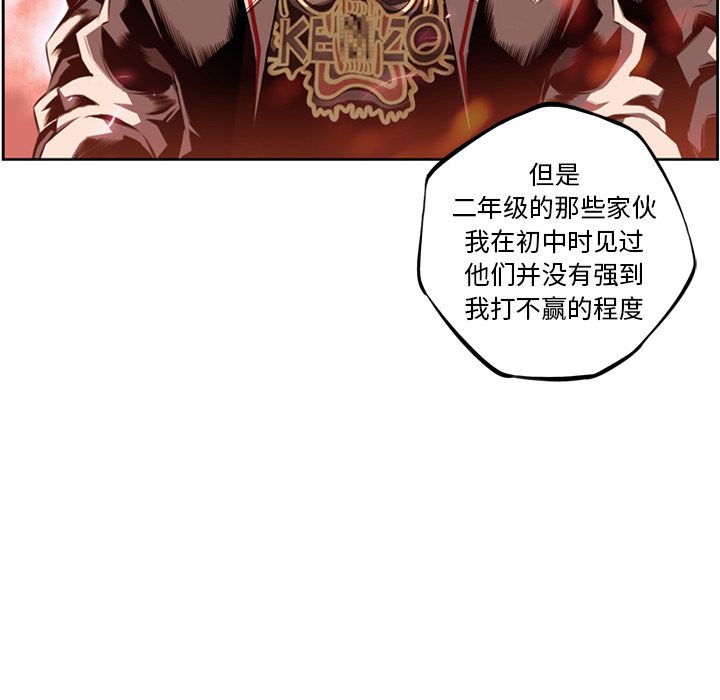 KENZO
但是
二年级的那些家伙
我在初中时见过
他们并没有强到
我打不赢的程度